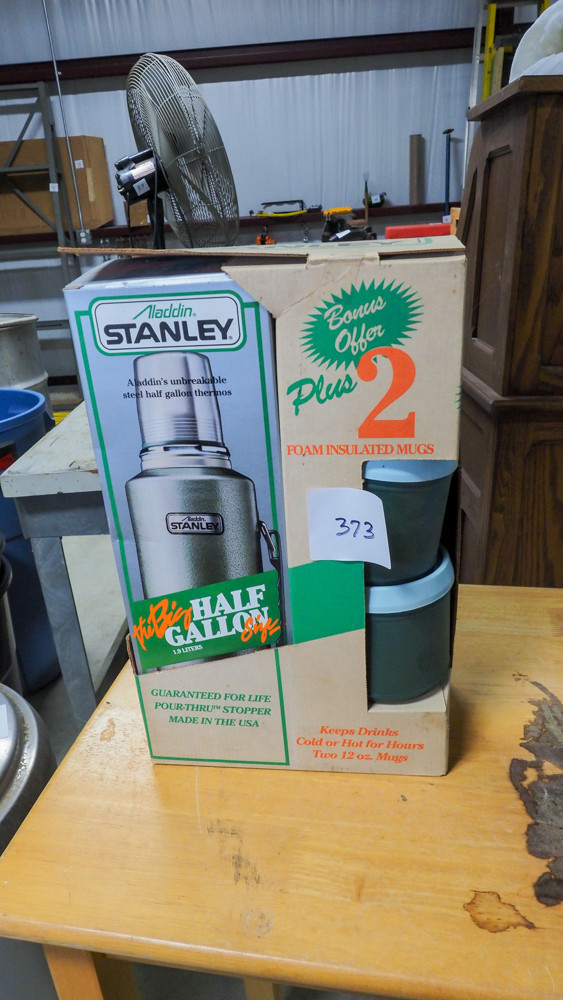 Aladdin®
STANLEY®
Aladdin's unbreakable
steel half gallon thermos
Aladdin
STANLEY
the Big HALF
GALLON Size
1.9 LITERS
GUARANTEED FOR LIFE
POUR-THRU™ STOPPER
MADE IN THE USA
Bonus
Offer
Plus 2
FOAM INSULATED MUGS
373
Keeps Drinks
Cold or Hot for Hours
Two 12 oz. Mugs